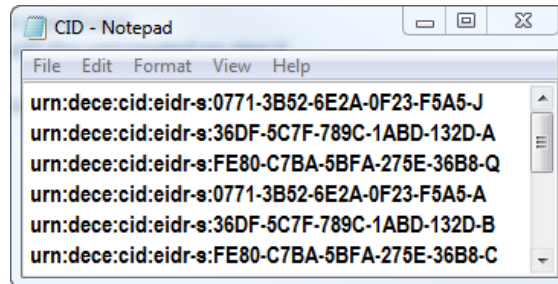 CID - Notepad
File Edit Format View Help
urn:dece:cid:eidr-s:0771-3B52-6E2A-0F23-F5A5-J
urn:dece:cid:eidr-s:36DF-5C7F-789C-1ABD-132D-A
urn:dece:cid:eidr-s:FE80-C7BA-5BFA-275E-36B8-Q
urn:dece:cid:eidr-s:0771-3B52-6E2A-0F23-F5A5-A
urn:dece:cid:eidr-s:36DF-5C7F-789C-1ABD-132D-B
urn:dece:cid:eidr-s:FE80-C7BA-5BFA-275E-36B8-C